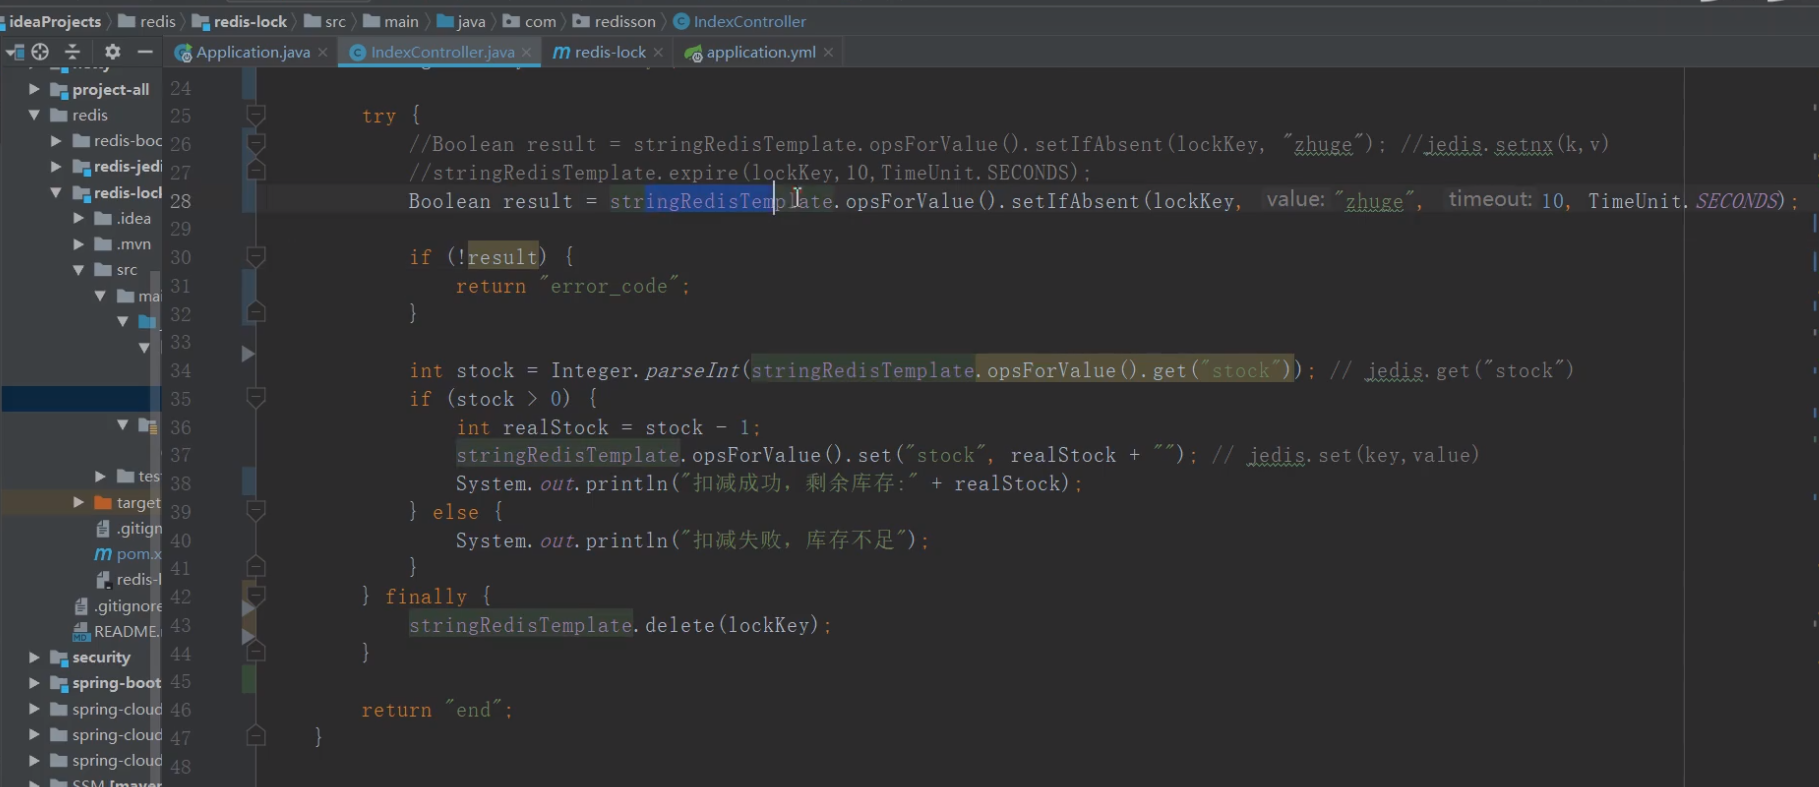 ideaProjects redis redis-lock src main java com redisson IndexController
Application.java IndexController.java redis-lock application.yml
project-all
redis
redis-boo
redis-jedi
redis-lock
.idea
.mvn
src
mai
test
target
.gitign
pom.x
redis-l
.gitignore
README.
security
spring-boot
spring-cloud
spring-cloud
spring-cloud
SSM [maver
24
25 try {
26 //Boolean result = stringRedisTemplate.opsForValue().setIfAbsent(lockKey, "zhuge"); //jedis.setnx(k,v)
27 //stringRedisTemplate.expire(lockKey,10,TimeUnit.SECONDS);
28 Boolean result = stringRedisTemplate.opsForValue().setIfAbsent(lockKey, value: "zhuge", timeout: 10, TimeUnit.SECONDS);
29
30 if (!result) {
31 return "error_code";
32 }
33
34 int stock = Integer.parseInt(stringRedisTemplate.opsForValue().get("stock")); // jedis.get("stock")
35 if (stock > 0) {
36 int realStock = stock - 1;
37 stringRedisTemplate.opsForValue().set("stock", realStock + ""); // jedis.set(key,value)
38 System.out.println("扣减成功，剩余库存:" + realStock);
39 } else {
40 System.out.println("扣减失败，库存不足");
41 }
42 } finally {
43 stringRedisTemplate.delete(lockKey);
44 }
45
46 return "end";
47 }
48